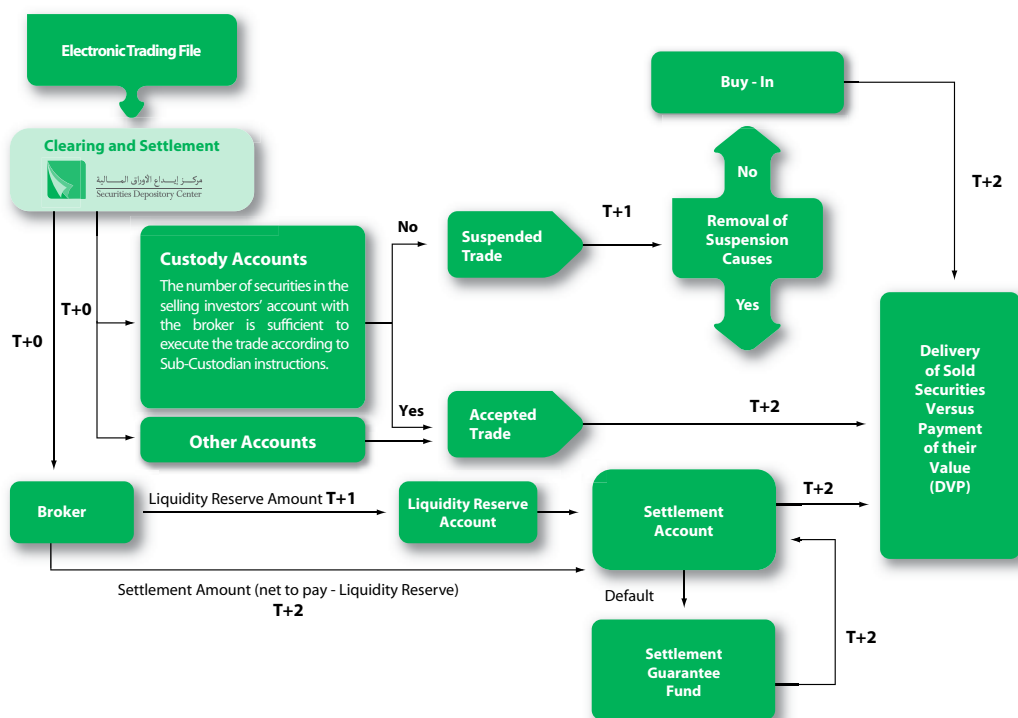 Electronic Trading File
Clearing and Settlement
مركز إيداع الأوراق المالية
Securities Depository Center
T+0
T+0
Custody Accounts
The number of securities in the
selling investors’ account with
the broker is sufficient to
execute the trade according to
Sub-Custodian instructions.
No
Yes
Other Accounts
Suspended
Trade
T+1
No
Removal of
Suspension
Causes
Yes
Buy - In
T+2
Accepted
Trade
T+2
Delivery
of Sold
Securities
Versus
Payment
of their
Value
(DVP)
Broker
Liquidity Reserve Amount T+1
Liquidity Reserve
Account
Settlement
Account
T+2
Settlement Amount (net to pay - Liquidity Reserve)
T+2
Default
Settlement
Guarantee
Fund
T+2